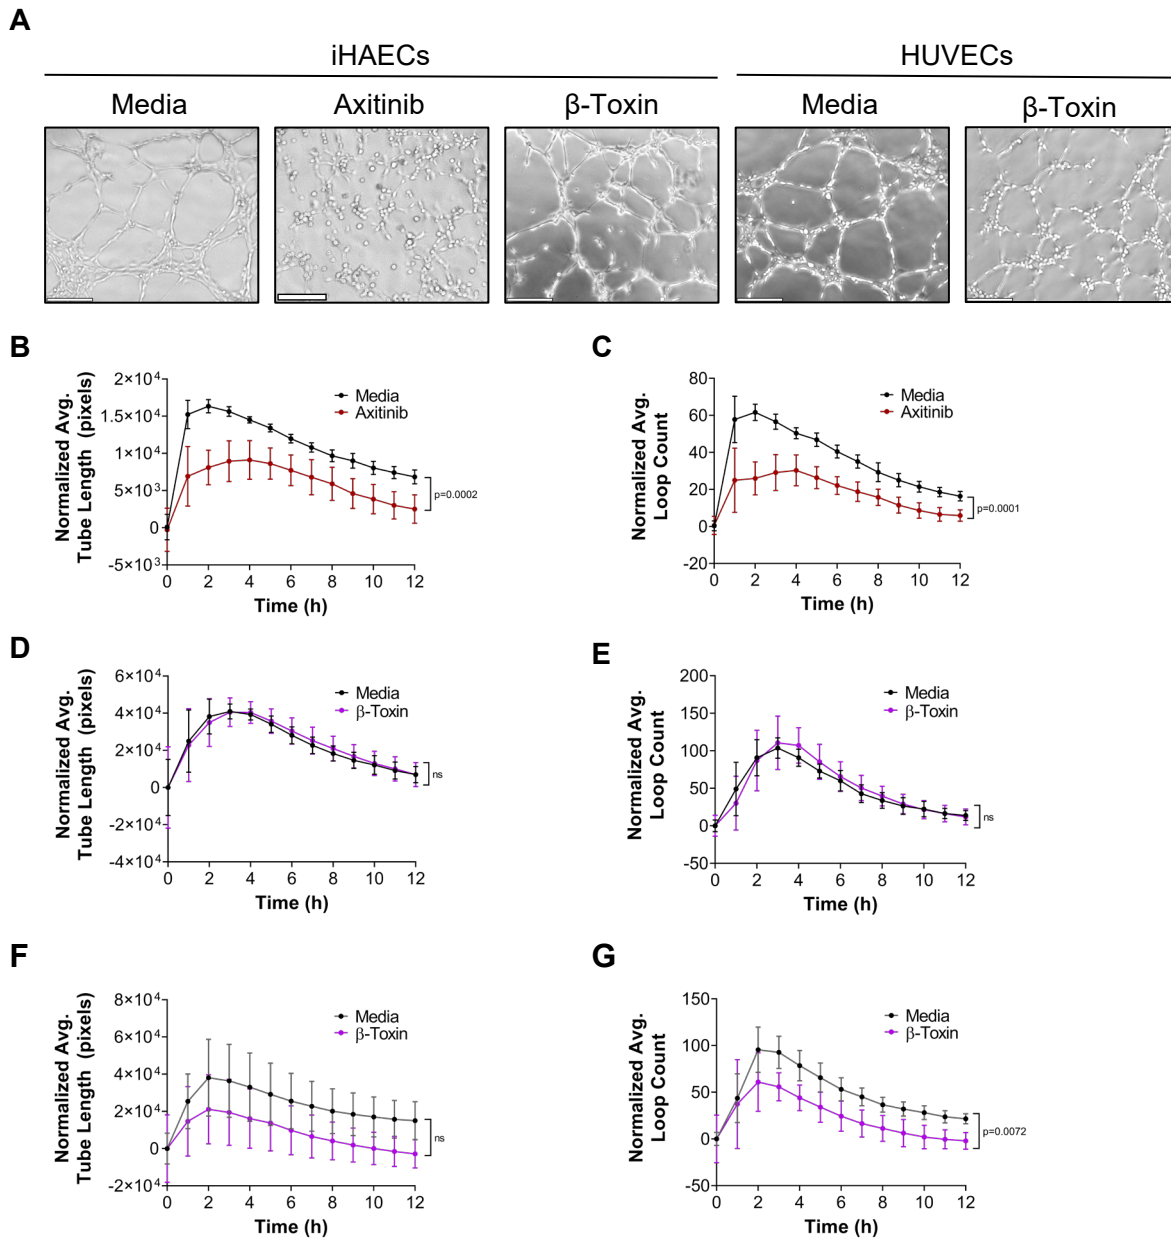 A
iHAECs
HUVECs
Media
Axitinib
β-Toxin
Media
β-Toxin
B
Normalized Avg.
Tube Length (pixels)
2×10⁴
1.5×10⁴
1×10⁴
5×10³
0
-5×10³
Media
Axitinib
p=0.0002
0 2 4 6 8 10 12
Time (h)
C
Normalized Avg.
Loop Count
80
60
40
20
0
-20
Media
Axitinib
p=0.0001
0 2 4 6 8 10 12
Time (h)
D
Normalized Avg.
Tube Length (pixels)
6×10⁴
4×10⁴
2×10⁴
0
-2×10⁴
-4×10⁴
Media
β-Toxin
ns
0 2 4 6 8 10 12
Time (h)
E
Normalized Avg.
Loop Count
200
150
100
50
0
-50
Media
β-Toxin
ns
0 2 4 6 8 10 12
Time (h)
F
Normalized Avg.
Tube Length (pixels)
8×10⁴
6×10⁴
4×10⁴
2×10⁴
0
-2×10⁴
Media
β-Toxin
ns
0 2 4 6 8 10 12
Time (h)
G
Normalized Avg.
Loop Count
150
100
50
0
-50
Media
β-Toxin
p=0.0072
0 2 4 6 8 10 12
Time (h)